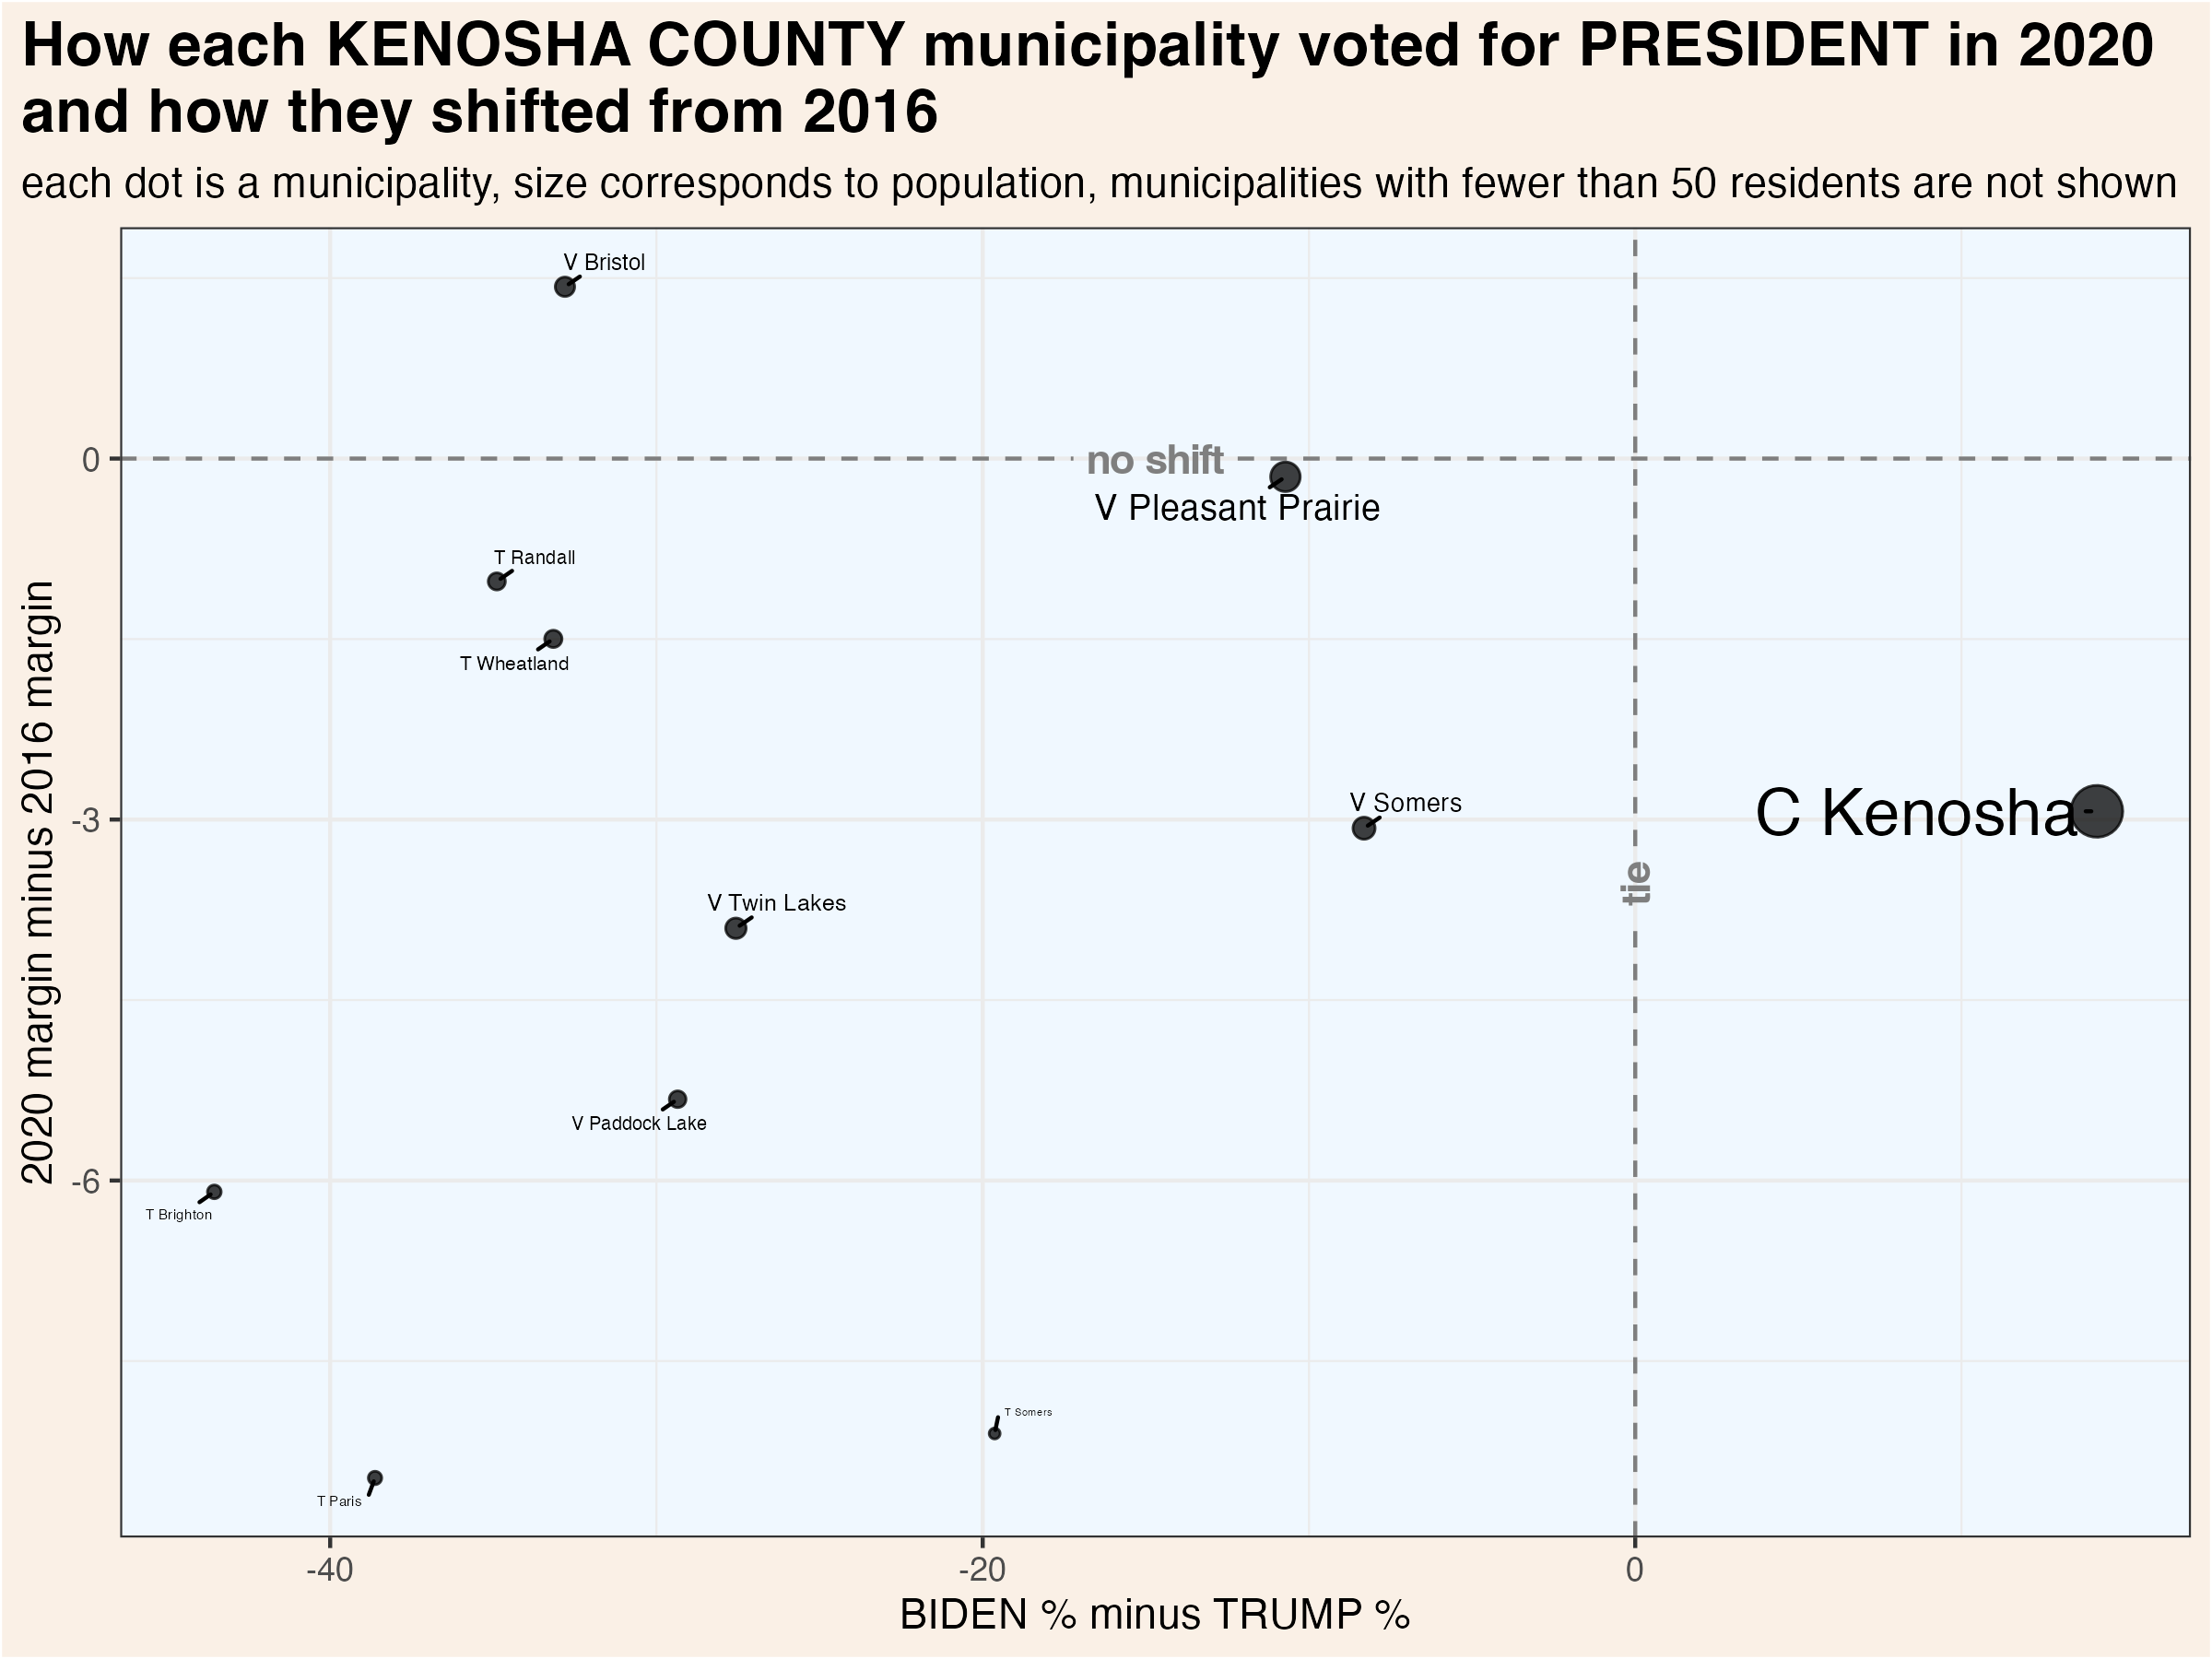 How each KENOSHA COUNTY municipality voted for PRESIDENT in 2020
and how they shifted from 2016
each dot is a municipality, size corresponds to population, municipalities with fewer than 50 residents are not shown
V Bristol
0
no shift
V Pleasant Prairie
T Randall
T Wheatland
2020 margin minus 2016 margin
-3
V Somers
C Kenosha
tie
V Twin Lakes
V Paddock Lake
-6
T Brighton
T Somers
T Paris
-40
-20
0
BIDEN % minus TRUMP %